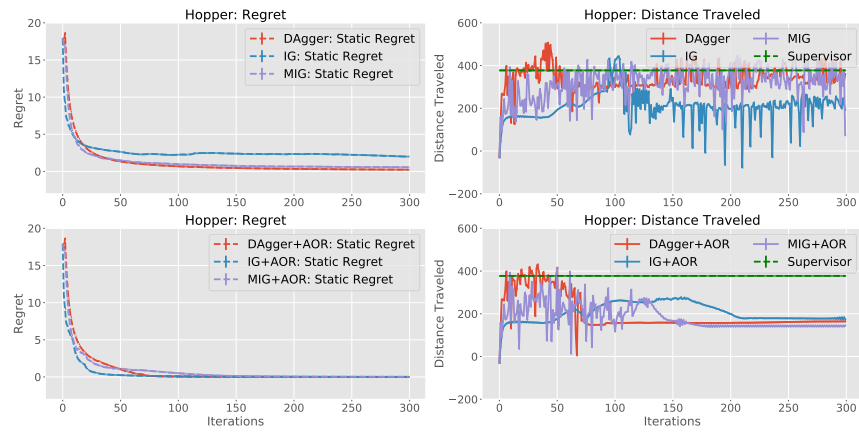 Hopper: Regret
20
15
10
5
0
Regret
0 50 100 150 200 250 300
DAgger: Static Regret
IG: Static Regret
MIG: Static Regret
Hopper: Distance Traveled
600
400
200
0
−200
Distance Traveled
0 50 100 150 200 250 300
DAgger MIG
IG Supervisor
Hopper: Regret
20
15
10
5
0
Regret
0 50 100 150 200 250 300
Iterations
DAgger+AOR: Static Regret
IG+AOR: Static Regret
MIG+AOR: Static Regret
Hopper: Distance Traveled
600
400
200
0
−200
Distance Traveled
0 50 100 150 200 250 300
Iterations
DAgger+AOR MIG+AOR
IG+AOR Supervisor